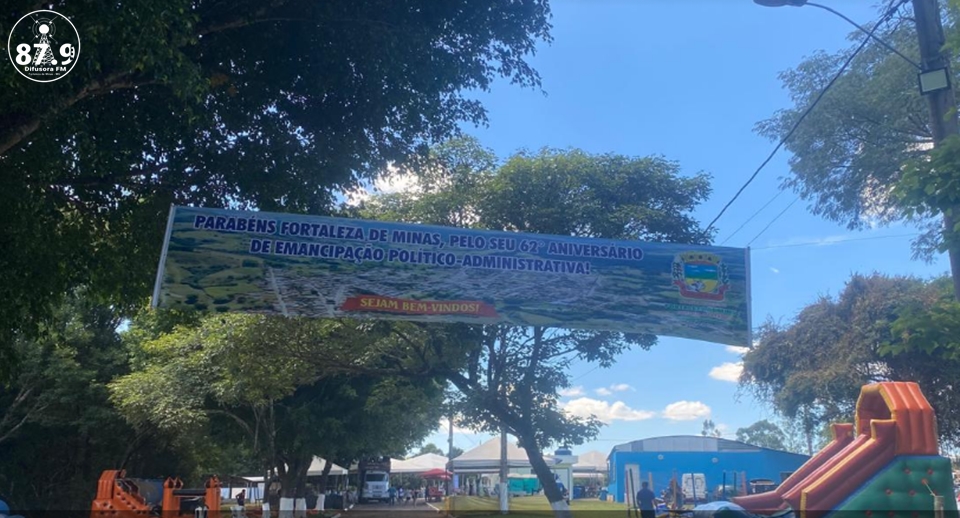 87.9
Difusora FM
PARABÉNS FORTALEZA DE MINAS, PELO SEU 62º ANIVERSÁRIO
DE EMANCIPAÇÃO POLÍTICO-ADMINISTRATIVA!
SEJAM BEM-VINDOS!